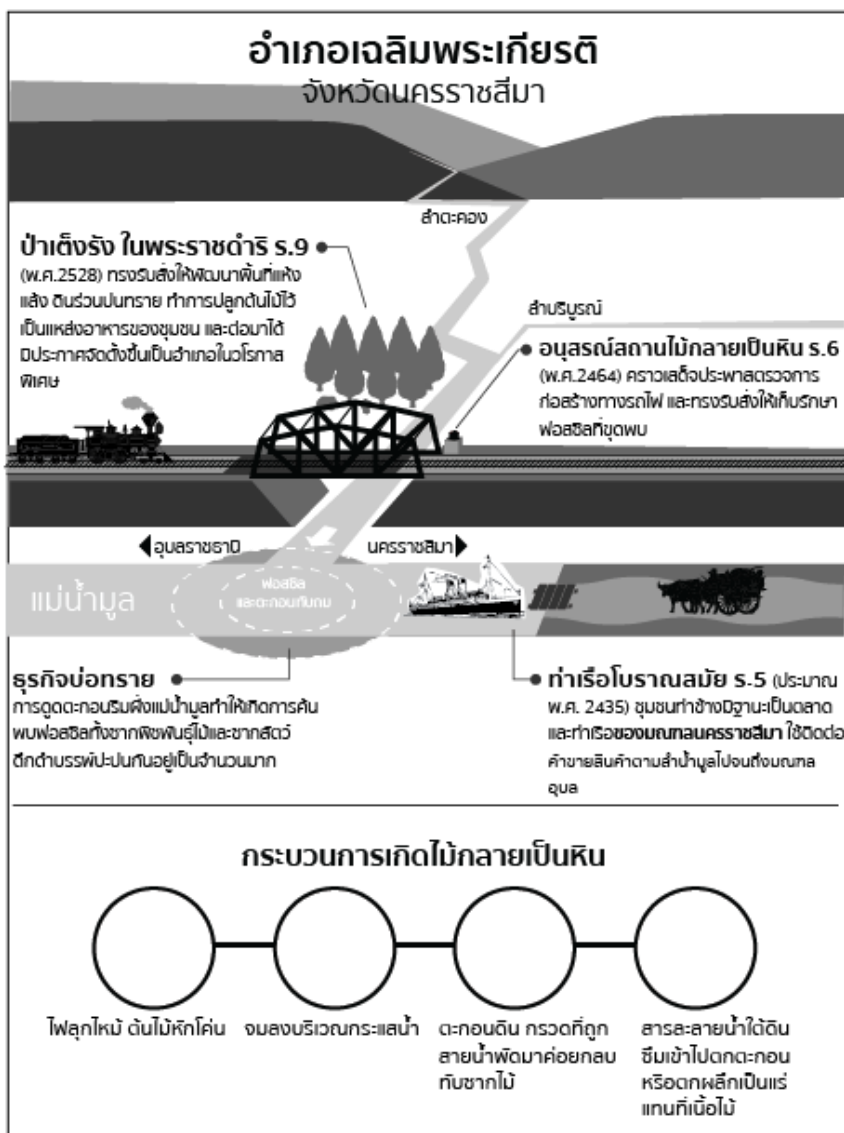 อำเภอเฉลิมพระเกียรติ
จังหวัดนครราชสีมา
ลำตะคอง
ป่าเต็งรัง ในพระราชดำริ ร.9
(พ.ศ.2528) ทรงรับสั่งให้พัฒนาพื้นที่แห้ง
แล้ง ดินร่วนปนทราย ทำการปลูกต้นไม้ไว้
เป็นแหล่งอาหารของชุมชน และต่อมาได้
มีประกาศจัดตั้งขึ้นเป็นอำเภอในวโรกาส
พิเศษ
ลำบริบูรณ์
อนุสรณ์สถานไม้กลายเป็นหิน ร.6
(พ.ศ.2464) คราวเสด็จประพาสตรวจการ
ก่อสร้างทางรถไฟ และทรงรับสั่งให้เก็บรักษา
ฟอสซิลที่ขุดพบ
อุบลราชธานี
นครราชสีมา
แม่น้ำมูล
ฟอสซิล
และตะกอนทับถม
ธุรกิจบ่อทราย
การดูดตะกอนริมฝั่งแม่น้ำมูลทำให้เกิดการค้น
พบฟอสซิลทั้งซากพืชพันธุ์ไม้และซากสัตว์
ดึกดำบรรพ์ปะปนกันอยู่เป็นจำนวนมาก
ท่าเรือโบราณสมัย ร.5 (ประมาณ
พ.ศ. 2435) ชุมชนท่าช้างมีฐานะเป็นตลาด
และท่าเรือของมณฑลนครราชสีมา ใช้ติดต่อ
ค้าขายสินค้าตามลำน้ำมูลไปจนถึงมณฑล
อุบล
กระบวนการเกิดไม้กลายเป็นหิน
ไฟลุกไหม้ ต้นไม้หักโค่น
จมลงบริเวณกระแสน้ำ
ตะกอนดิน กรวดที่ถูก
สายน้ำพัดมาค่อยกลบ
ทับซากไม้
สารละลายน้ำใต้ดิน
ซึมเข้าไปตกตะกอน
หรือตกผลึกเป็นแร่
แทนที่เนื้อไม้